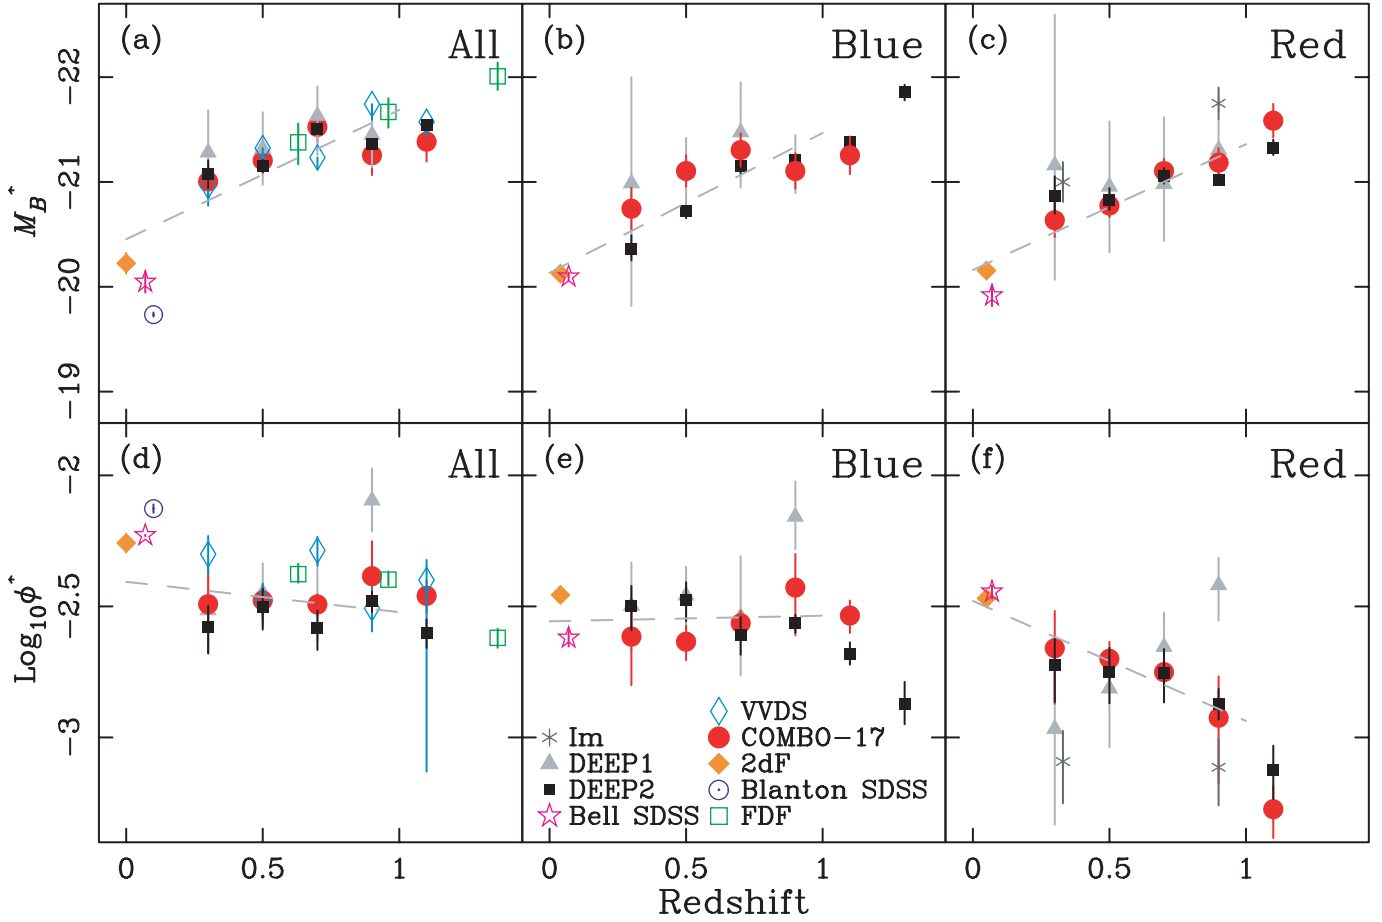 (a) All
(b) Blue
(c) Red
-22
-21
-20
-19
M_B^*
(d) All
(e) Blue
(f) Red
-2
-2.5
-3
Log₁₀ϕ^*
VVDS
Im
COMBO-17
DEEP1
2dF
DEEP2
Blanton SDSS
Bell SDSS
FDF
0 0.5 1 0 0.5 1 0 0.5 1
Redshift